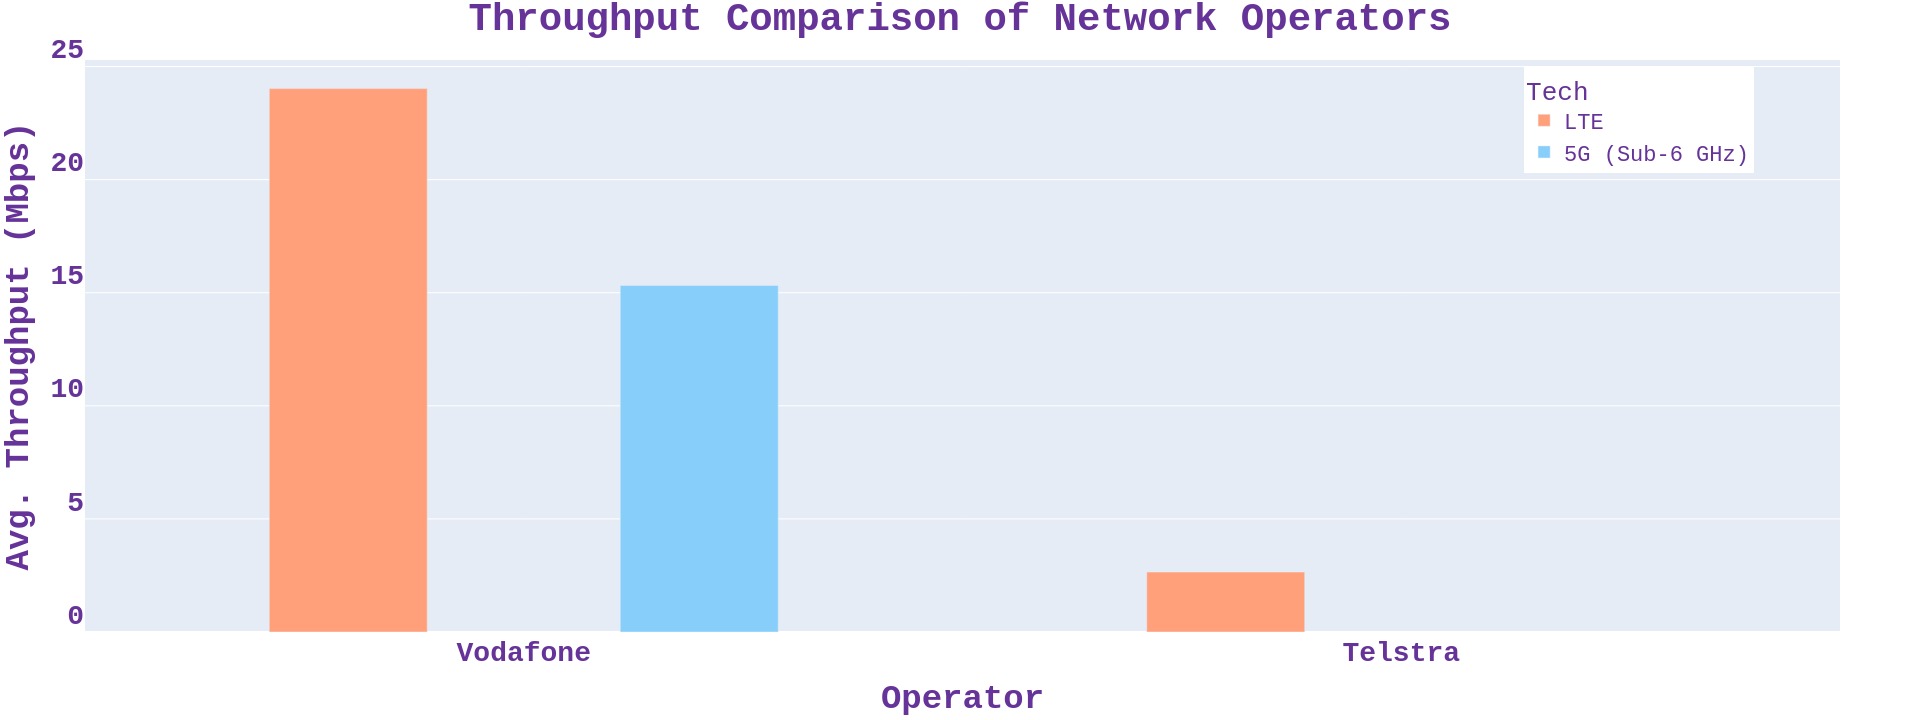 Throughput Comparison of Network Operators
Avg. Throughput (Mbps)
25
20
15
10
5
0
Tech
LTE
5G (Sub-6 GHz)
Vodafone
Telstra
Operator